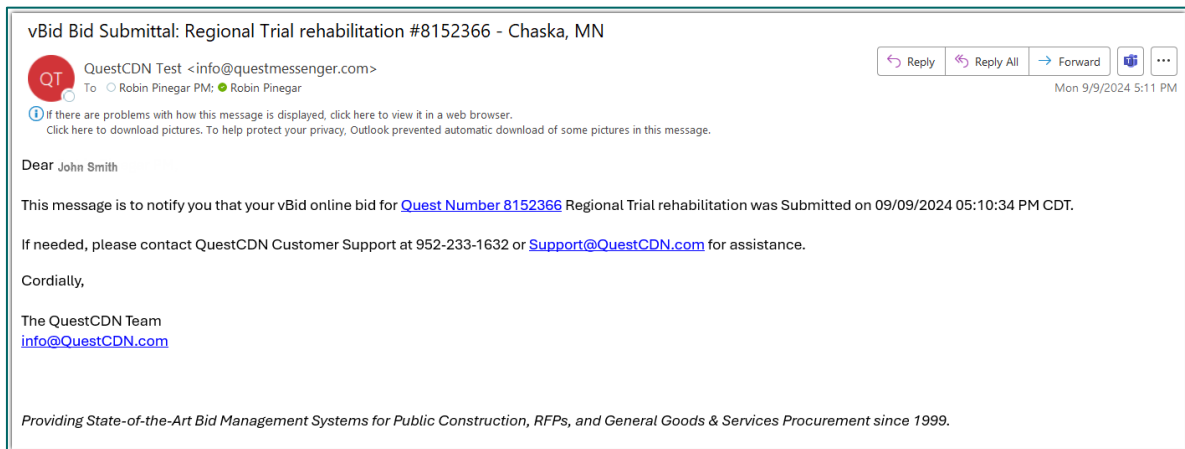 vBid Bid Submittal: Regional Trial rehabilitation #8152366 - Chaska, MN
QT
QuestCDN Test <info@questmessenger.com>
To Robin Pinegar PM; Robin Pinegar
Reply
Reply All
Forward
Mon 9/9/2024 5:11 PM
If there are problems with how this message is displayed, click here to view it in a web browser.
Click here to download pictures. To help protect your privacy, Outlook prevented automatic download of some pictures in this message.
Dear John Smith
This message is to notify you that your vBid online bid for Quest Number 8152366 Regional Trial rehabilitation was Submitted on 09/09/2024 05:10:34 PM CDT.
If needed, please contact QuestCDN Customer Support at 952-233-1632 or Support@QuestCDN.com for assistance.
Cordially,
The QuestCDN Team
info@QuestCDN.com
Providing State-of-the-Art Bid Management Systems for Public Construction, RFPs, and General Goods & Services Procurement since 1999.